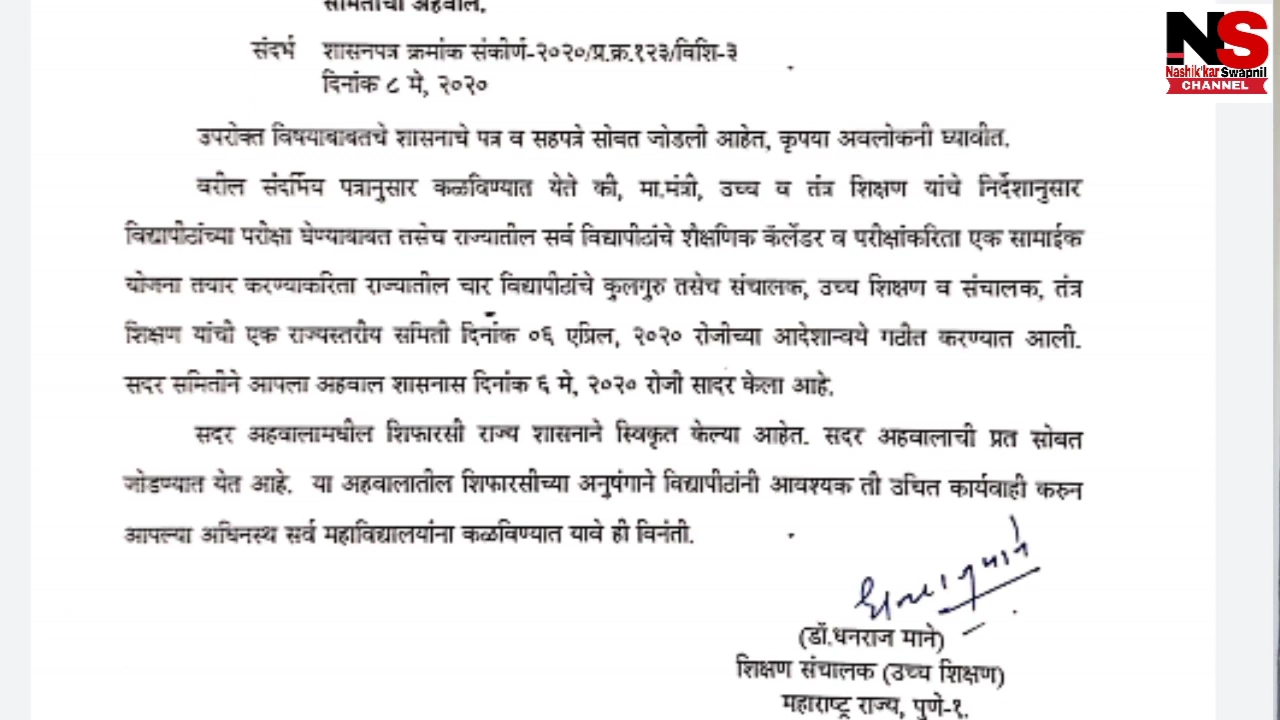 समितीचा अहवाल.
NS
Nashik'kar Swapnil
CHANNEL
संदर्भ शासनपत्र क्रमांक संकीर्ण-२०२०/प्र.क्र.१२३/विशि-३
दिनांक ८ मे, २०२०
उपरोक्त विषयाबाबतचे शासनाचे पत्र व सहपत्रे सोबत जोडली आहेत, कृपया अवलोकनी घ्यावीत.
वरील संदर्भिय पत्रानुसार कळविण्यात येते की, मा.मंत्री, उच्च व तंत्र शिक्षण यांचे निर्देशानुसार
विद्यापीठांच्या परीक्षा घेण्याबाबत तसेच राज्यातील सर्व विद्यापीठांचे शैक्षणिक कॅलेंडर व परीक्षांकरिता एक सामाईक
योजना तयार करण्याकरिता राज्यातील चार विद्यापीठांचे कुलगुरु तसेच संचालक, उच्च शिक्षण व संचालक, तंत्र
शिक्षण यांची एक राज्यस्तरीय समिती दिनांक ०६ एप्रिल, २०२० रोजीच्या आदेशान्वये गठीत करण्यात आली.
सदर समितीने आपला अहवाल शासनास दिनांक ६ मे, २०२० रोजी सादर केला आहे.
सदर अहवालामधील शिफारसी राज्य शासनाने स्विकृत केल्या आहेत. सदर अहवालाची प्रत सोबत
जोडण्यात येत आहे. या अहवालातील शिफारसीच्या अनुषंगाने विद्यापीठांनी आवश्यक ती उचित कार्यवाही करुन
आपल्या अधिनस्थ सर्व महाविद्यालयांना कळविण्यात यावे ही विनंती.
(डॉ.धनराज माने)
शिक्षण संचालक (उच्च शिक्षण)
महाराष्ट्र राज्य, पुणे-१.